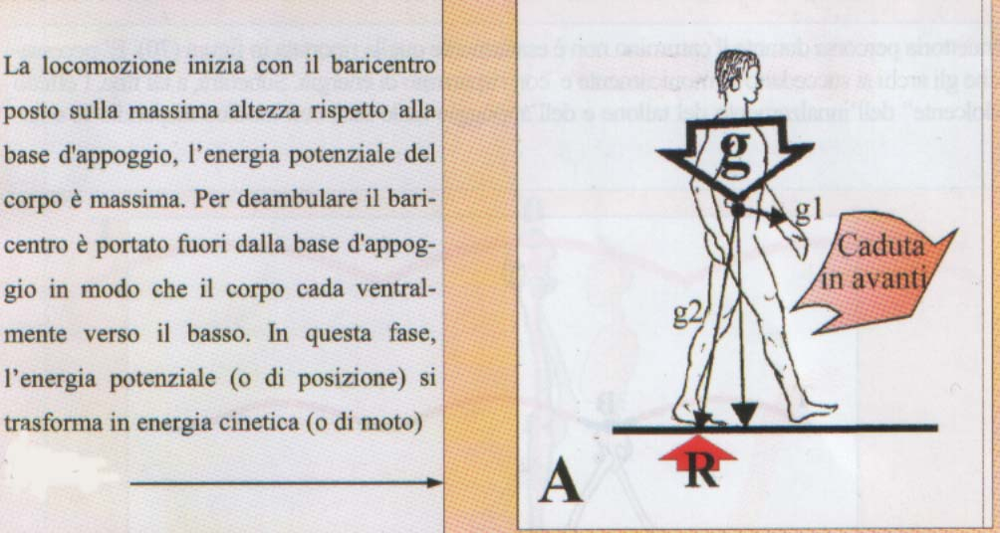 La locomozione inizia con il baricentro
posto sulla massima altezza rispetto alla
base d'appoggio, l'energia potenziale del
corpo è massima. Per deambulare il bari-
centro è portato fuori dalla base d'appog-
gio in modo che il corpo cada ventral-
mente verso il basso. In questa fase,
l'energia potenziale (o di posizione) si
trasforma in energia cinetica (o di moto)
g
g1
Caduta
in avanti
g2
R
A